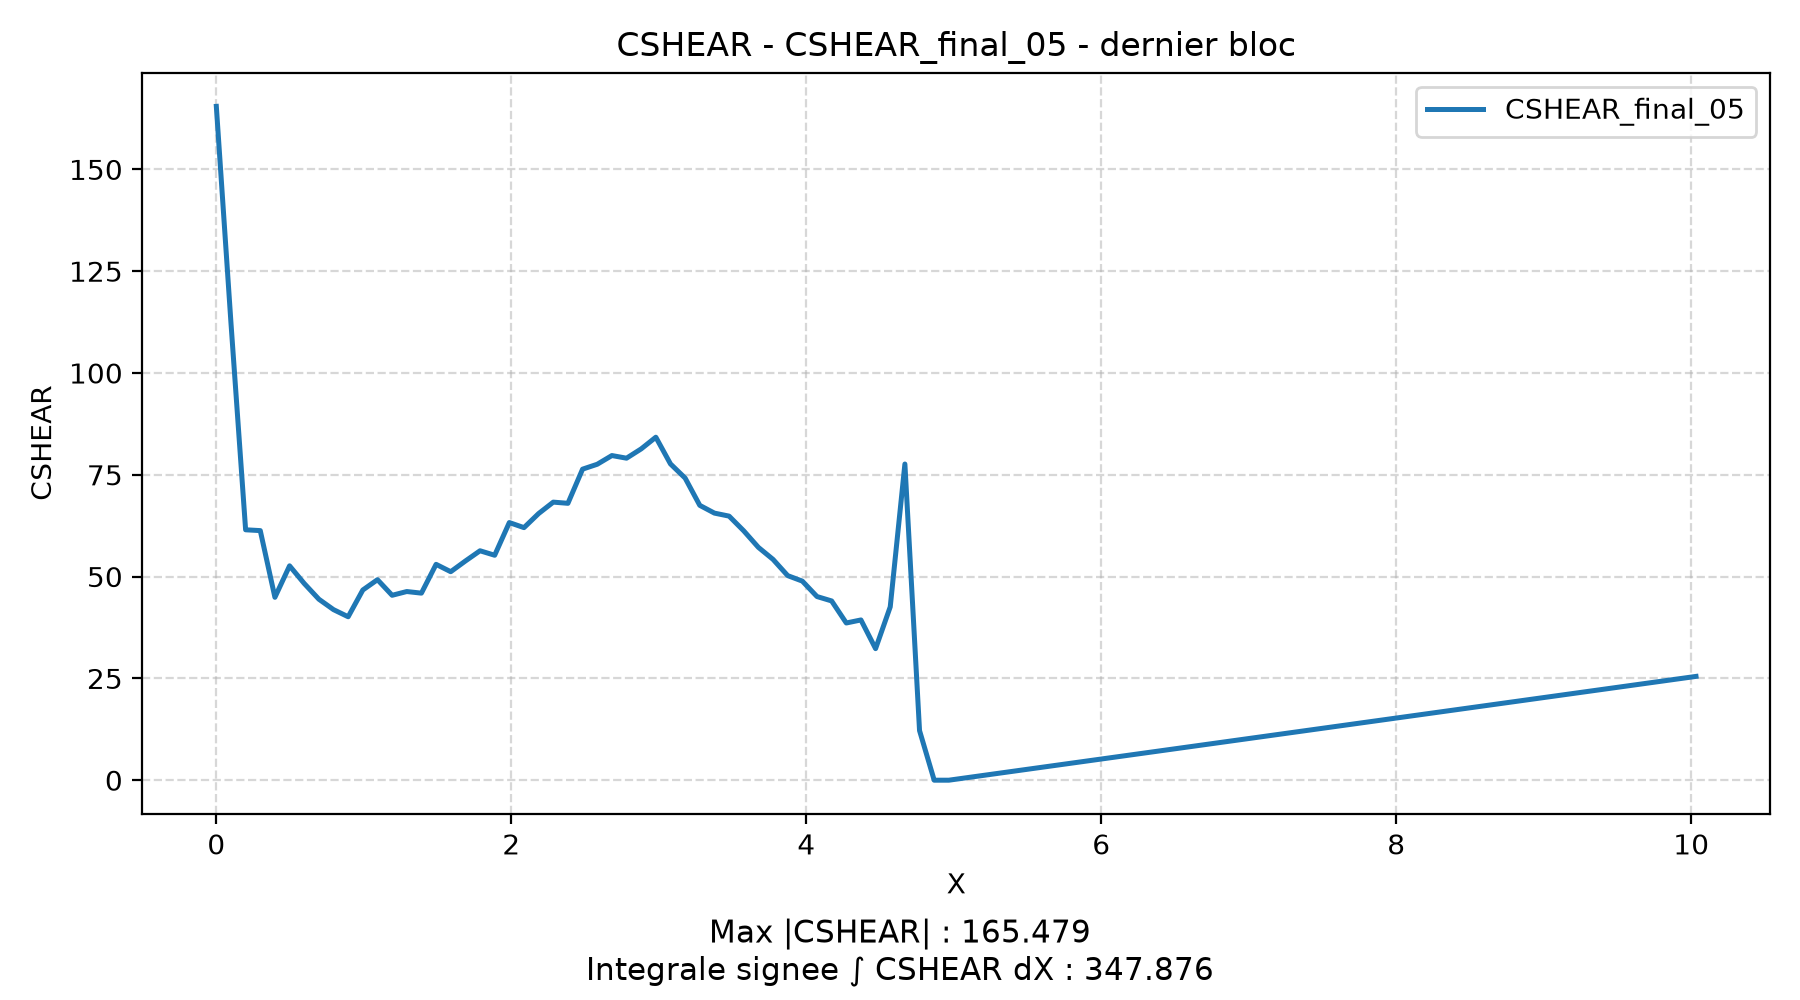 CSHEAR - CSHEAR_final_05 - dernier bloc
CSHEAR_final_05
150
125
100
75
50
25
0
CSHEAR
0 2 4 6 8 10
X
Max |CSHEAR| : 165.479
Integrale signee ∫ CSHEAR dX : 347.876